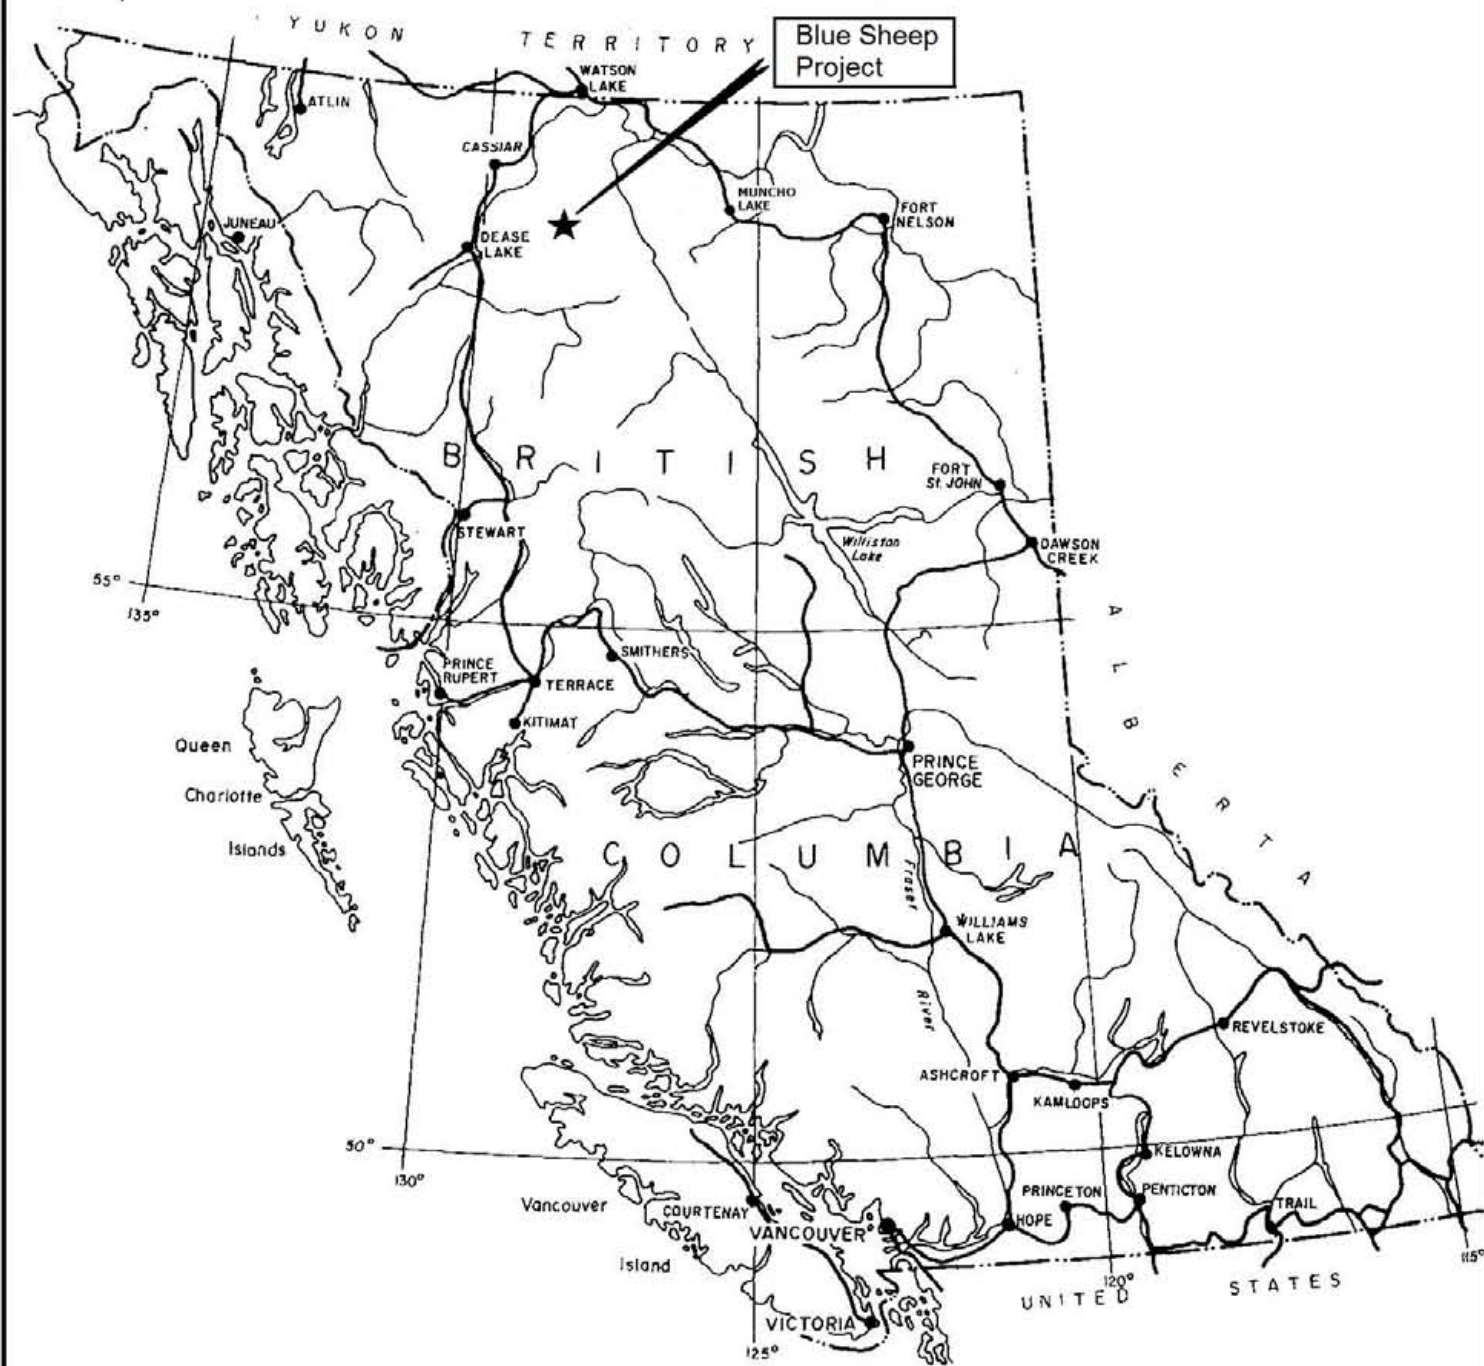 YUKON TERRITORY
Blue Sheep
Project
WATSON
LAKE
ATLIN
CASSIAR
MUNCHO
LAKE
FORT
NELSON
JUNEAU
DEASE
LAKE
BRITISH
FORT
St. JOHN
STEWART
Williston
Lake
DAWSON
CREEK
55°
135°
ALBERTA
PRINCE
RUPERT
SMITHERS
TERRACE
KITIMAT
Queen
Charlotte
Islands
PRINCE
GEORGE
COLUMBIA
Fraser
River
WILLIAMS
LAKE
REVELSTOKE
ASHCROFT
KAMLOOPS
50°
130°
KELOWNA
Vancouver
Island
COURTENAY
PRINCETON
PENTICTON
TRAIL
VANCOUVER
HOPE
120°
115°
UNITED STATES
VICTORIA
125°